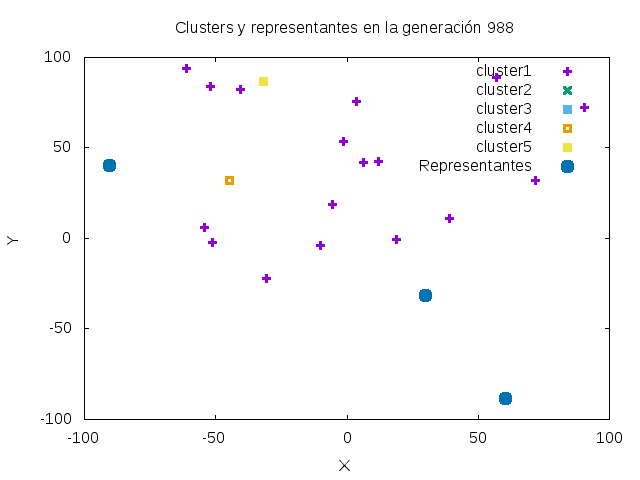 Clusters y representantes en la generación 988
100
50
0
-50
-100
-100
-50
0
50
100
X
Y
cluster1
cluster2
cluster3
cluster4
cluster5
Representantes